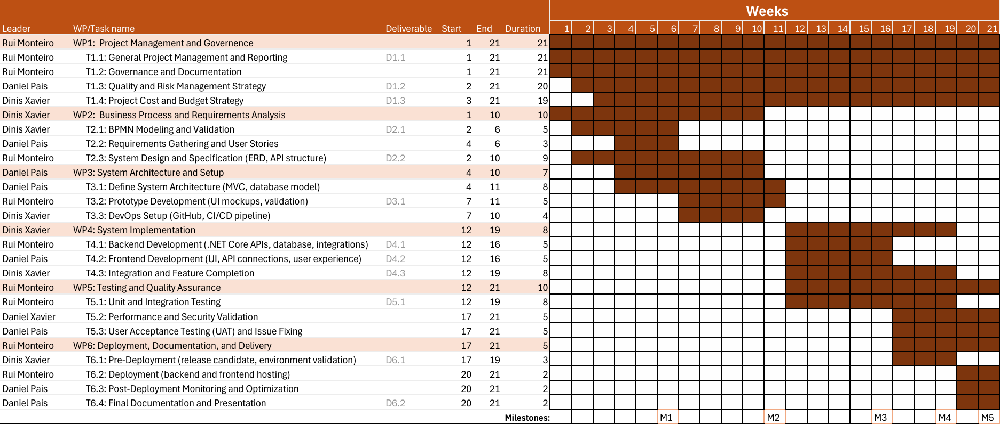 Weeks
Leader WP/Task name Deliverable Start End Duration 1 2 3 4 5 6 7 8 9 10 11 12 13 14 15 16 17 18 19 20 21
Rui Monteiro WP1: Project Management and Governence 1 21 21
Rui Monteiro T1.1: General Project Management and Reporting D1.1 1 21 21
Rui Monteiro T1.2: Governance and Documentation 1 21 21
Daniel Pais T1.3: Quality and Risk Management Strategy D1.2 2 21 20
Dinis Xavier T1.4: Project Cost and Budget Strategy D1.3 3 21 19
Dinis Xavier WP2: Business Process and Requirements Analysis 1 10 10
Dinis Xavier T2.1: BPMN Modeling and Validation D2.1 2 6 5
Daniel Pais T2.2: Requirements Gathering and User Stories 4 6 3
Rui Monteiro T2.3: System Design and Specification (ERD, API structure) D2.2 2 10 9
Daniel Pais WP3: System Architecture and Setup 4 10 7
Daniel Pais T3.1: Define System Architecture (MVC, database model) 4 11 8
Rui Monteiro T3.2: Prototype Development (UI mockups, validation) D3.1 7 11 5
Dinis Xavier T3.3: DevOps Setup (GitHub, CI/CD pipeline) 7 10 4
Dinis Xavier WP4: System Implementation 12 19 8
Rui Monteiro T4.1: Backend Development (.NET Core APIs, database, integrations) D4.1 12 16 5
Daniel Pais T4.2: Frontend Development (UI, API connections, user experience) D4.2 12 16 5
Dinis Xavier T4.3: Integration and Feature Completion D4.3 12 19 8
Rui Monteiro WP5: Testing and Quality Assurance 12 21 10
Rui Monteiro T5.1: Unit and Integration Testing D5.1 12 19 8
Daniel Xavier T5.2: Performance and Security Validation 17 21 5
Daniel Pais T5.3: User Acceptance Testing (UAT) and Issue Fixing 17 21 5
Rui Monteiro WP6: Deployment, Documentation, and Delivery 17 21 5
Dinis Xavier T6.1: Pre-Deployment (release candidate, environment validation) D6.1 17 19 3
Rui Monteiro T6.2: Deployment (backend and frontend hosting) 20 21 2
Daniel Pais T6.3: Post-Deployment Monitoring and Optimization 20 21 2
Daniel Pais T6.4: Final Documentation and Presentation D6.2 20 21 2
Milestones: M1 M2 M3 M4 M5